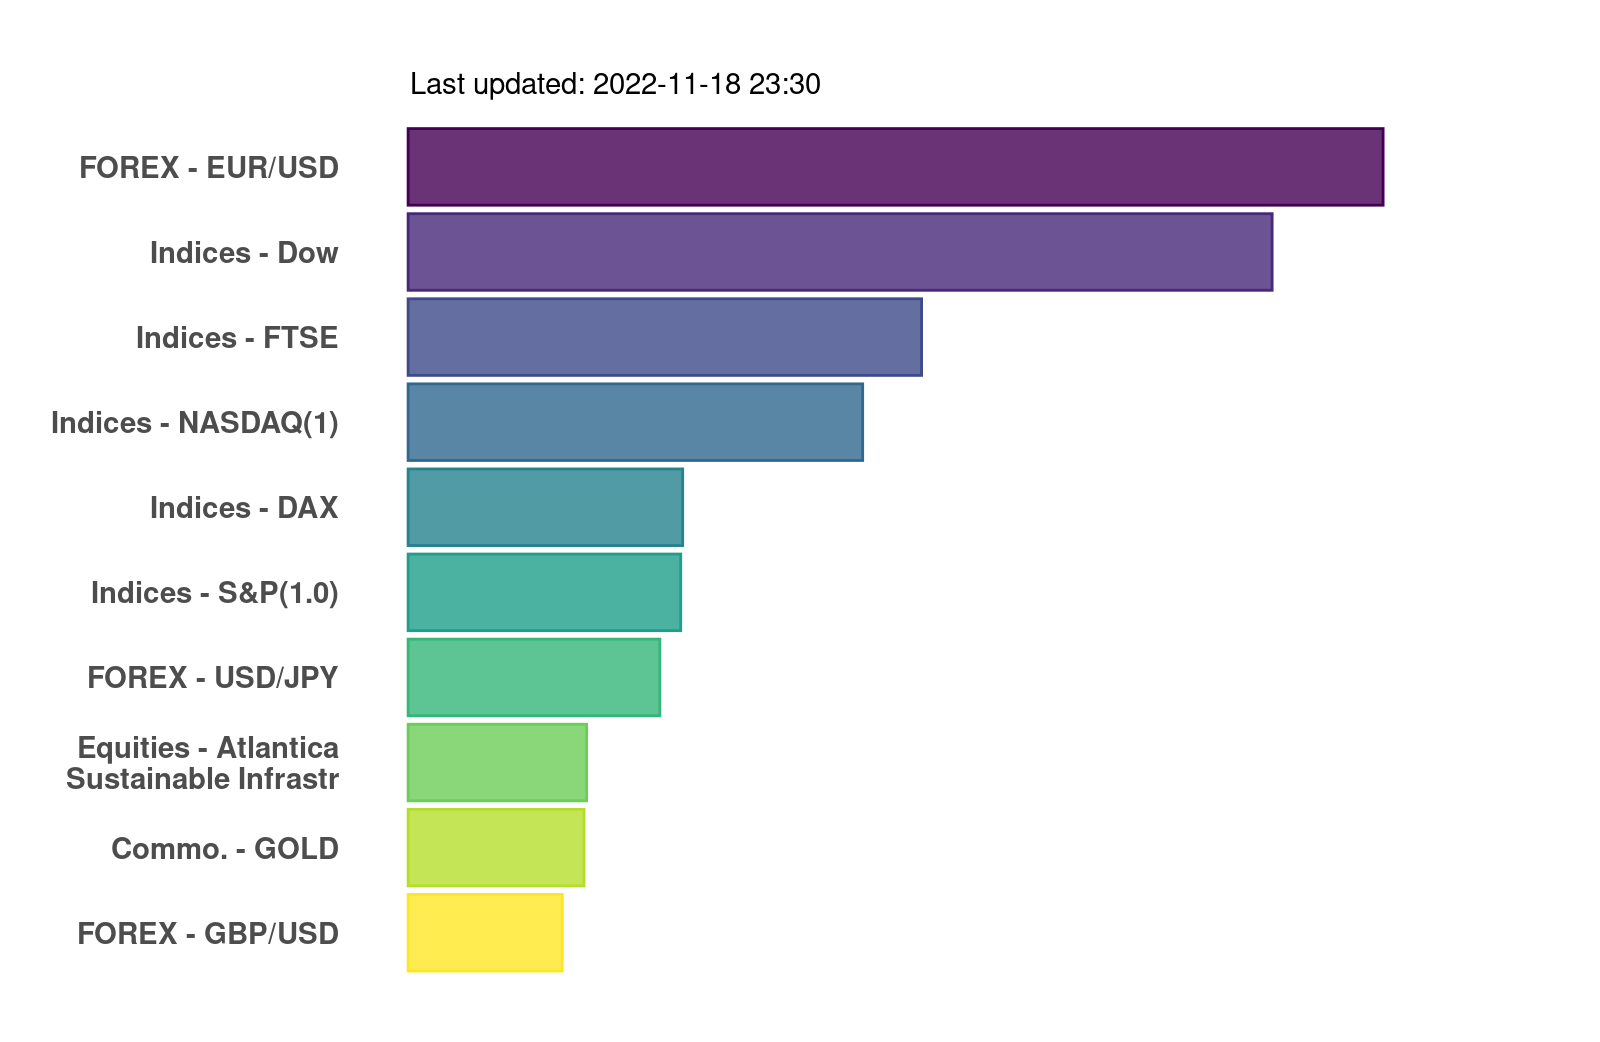 Last updated: 2022-11-18 23:30
FOREX - EUR/USD
Indices - Dow
Indices - FTSE
Indices - NASDAQ(1)
Indices - DAX
Indices - S&P(1.0)
FOREX - USD/JPY
Equities - Atlantica
Sustainable Infrastr
Commo. - GOLD
FOREX - GBP/USD